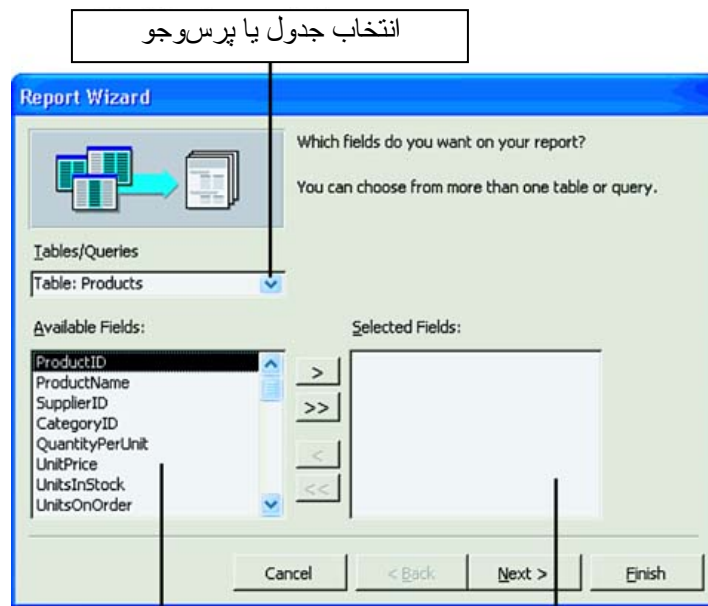 انتخاب جدول یا پرس‌وجو
Report Wizard
Which fields do you want on your report?
You can choose from more than one table or query.
Tables/Queries
Table: Products
Available Fields:
Selected Fields:
ProductID
ProductName
SupplierID
CategoryID
QuantityPerUnit
UnitPrice
UnitsInStock
UnitsOnOrder
>
>>
<
<<
Cancel
< Back
Next >
Finish